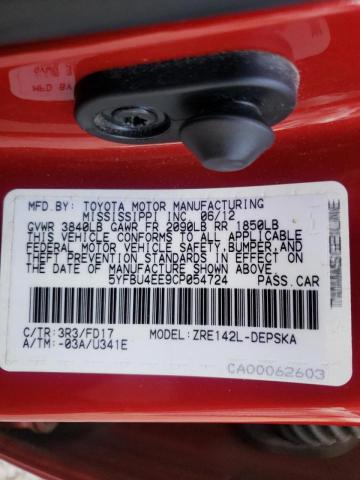 MFD.BY: TOYOTA MOTOR MANUFACTURING
MISSISSIPPI INC. 06/12
GVWR 3840LB GAWR FR 2090LB RR 1850LB
THIS VEHICLE CONFORMS TO ALL APPLICABLE
FEDERAL MOTOR VEHICLE SAFETY,BUMPER,AND
THEFT PREVENTION STANDARDS IN EFFECT ON
THE DATE OF MANUFACTURE SHOWN ABOVE.
5YFBU4EE9CP054724 PASS.CAR
C/TR:3R3/FD17 MODEL:ZRE142L-DEPSKA
A/TM:-03A/U341E
CA00062603